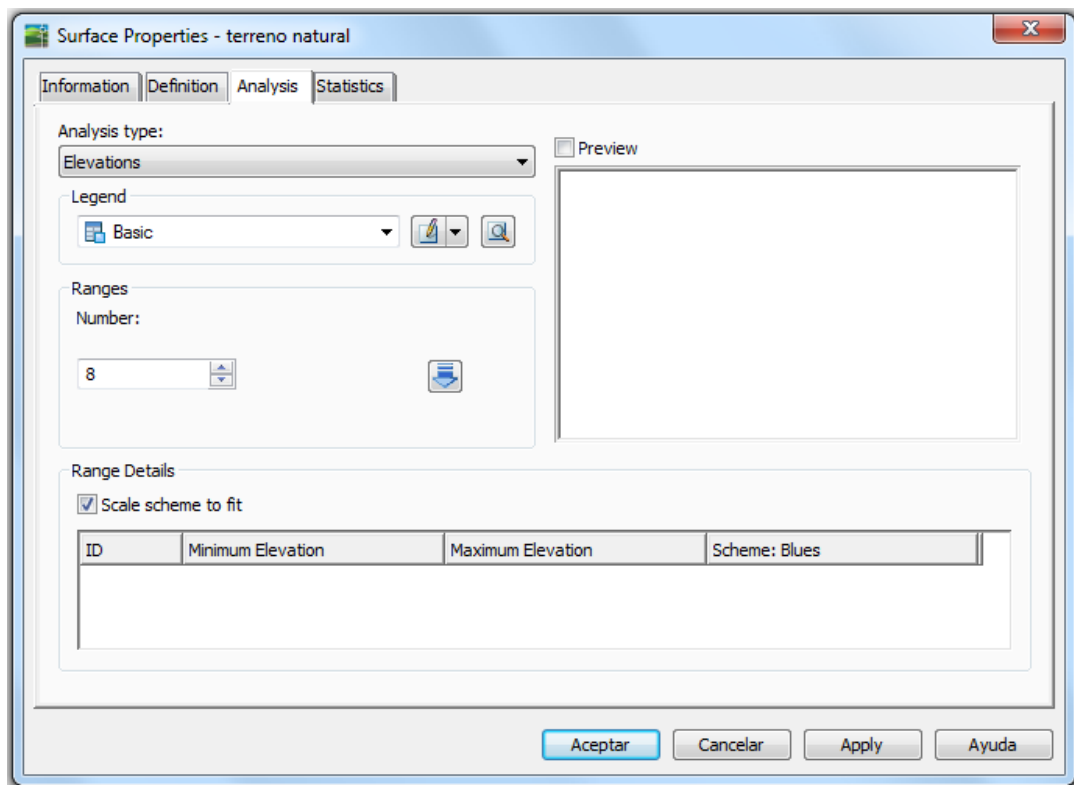 Surface Properties - terreno natural
Information Definition Analysis Statistics
Analysis type:
Elevations
Preview
Legend
Basic
Ranges
Number:
8
Range Details
Scale scheme to fit
ID Minimum Elevation Maximum Elevation Scheme: Blues
Aceptar Cancelar Apply Ayuda